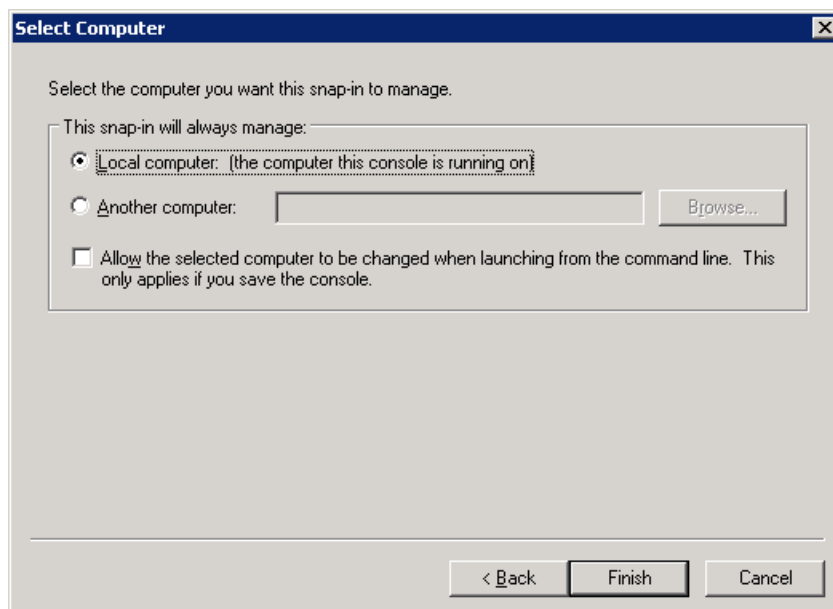 Select Computer
Select the computer you want this snap-in to manage.
This snap-in will always manage:
Local computer: (the computer this console is running on)
Another computer:
Browse...
Allow the selected computer to be changed when launching from the command line. This
only applies if you save the console.
< Back
Finish
Cancel